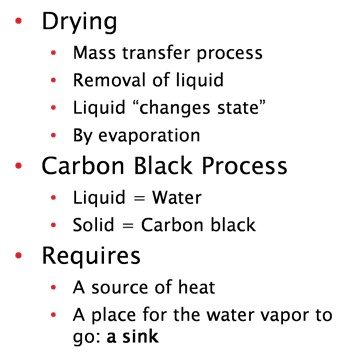 • Drying
• Mass transfer process
• Removal of liquid
• Liquid “changes state”
• By evaporation
• Carbon Black Process
• Liquid = Water
• Solid = Carbon black
• Requires
• A source of heat
• A place for the water vapor to
go: a sink